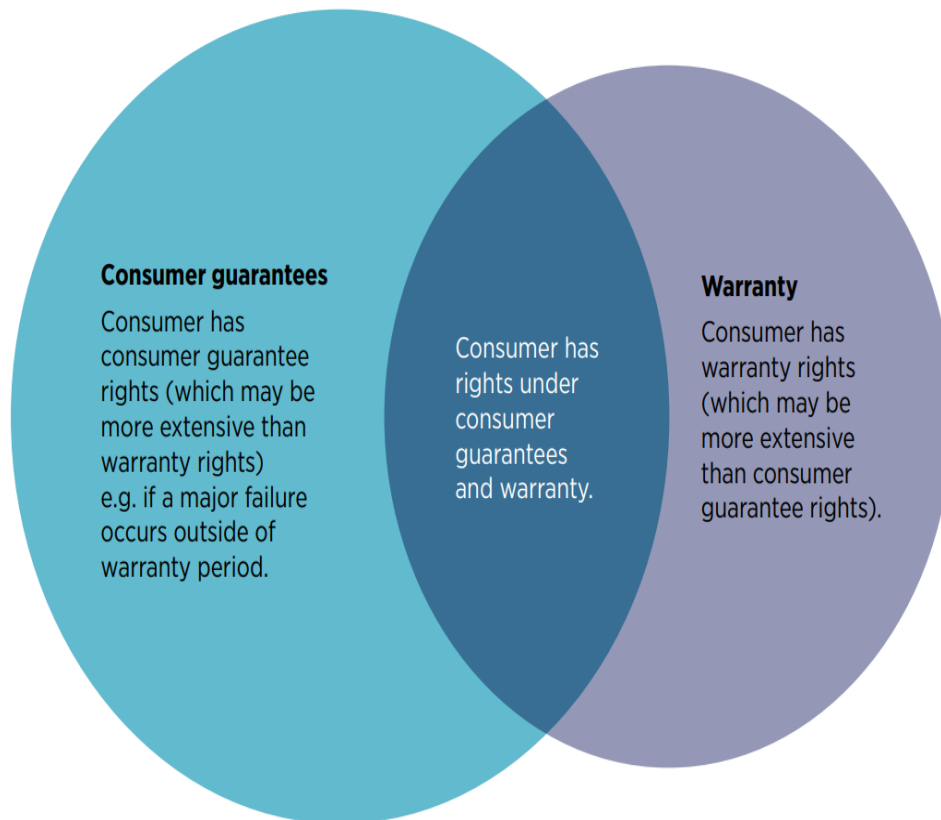 Consumer guarantees
Consumer has
consumer guarantee
rights (which may be
more extensive than
warranty rights)
e.g. if a major failure
occurs outside of
warranty period.
Consumer has
rights under
consumer
guarantees
and warranty.
Warranty
Consumer has
warranty rights
(which may be
more extensive
than consumer
guarantee rights).